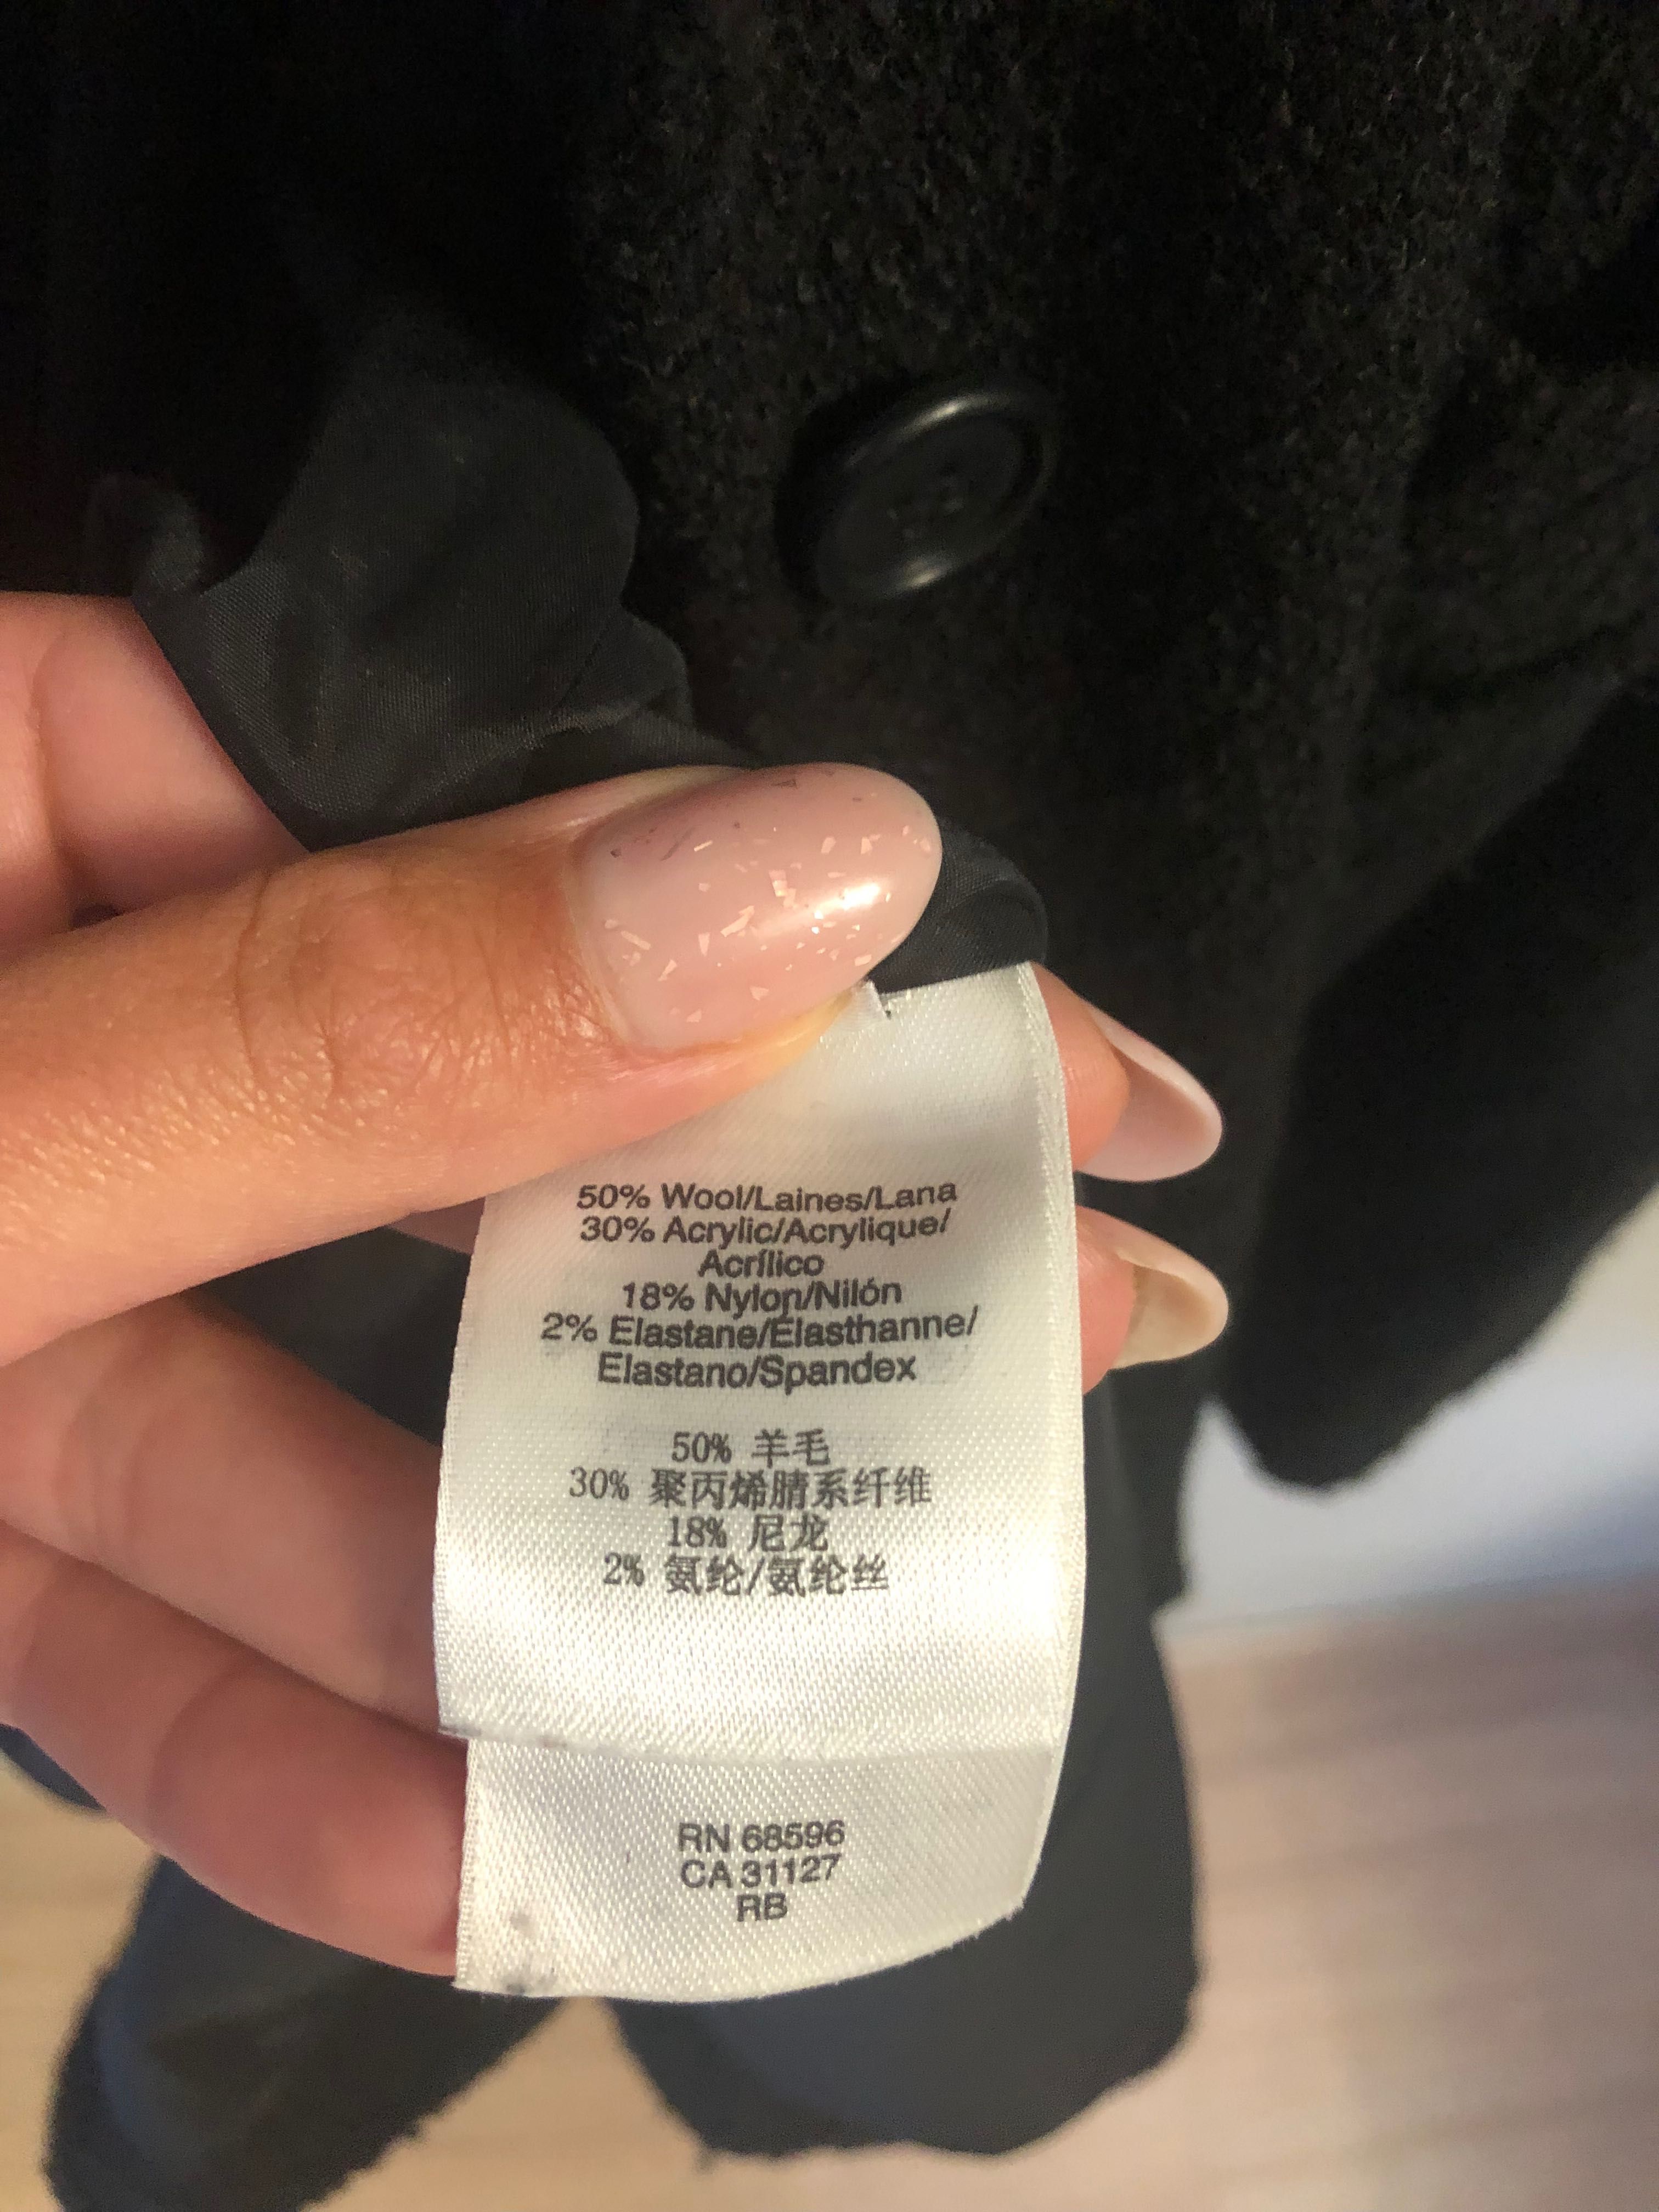 50% Wool/Laines/Lana
30% Acrylic/Acrylique/
Acrílico
18% Nylon/Nilón
2% Elastane/Élasthanne/
Elastano/Spandex
50% 羊毛
30% 聚丙烯腈系纤维
18% 尼龙
2% 氨纶/氨纶丝
RN 68596
CA 31127
RB